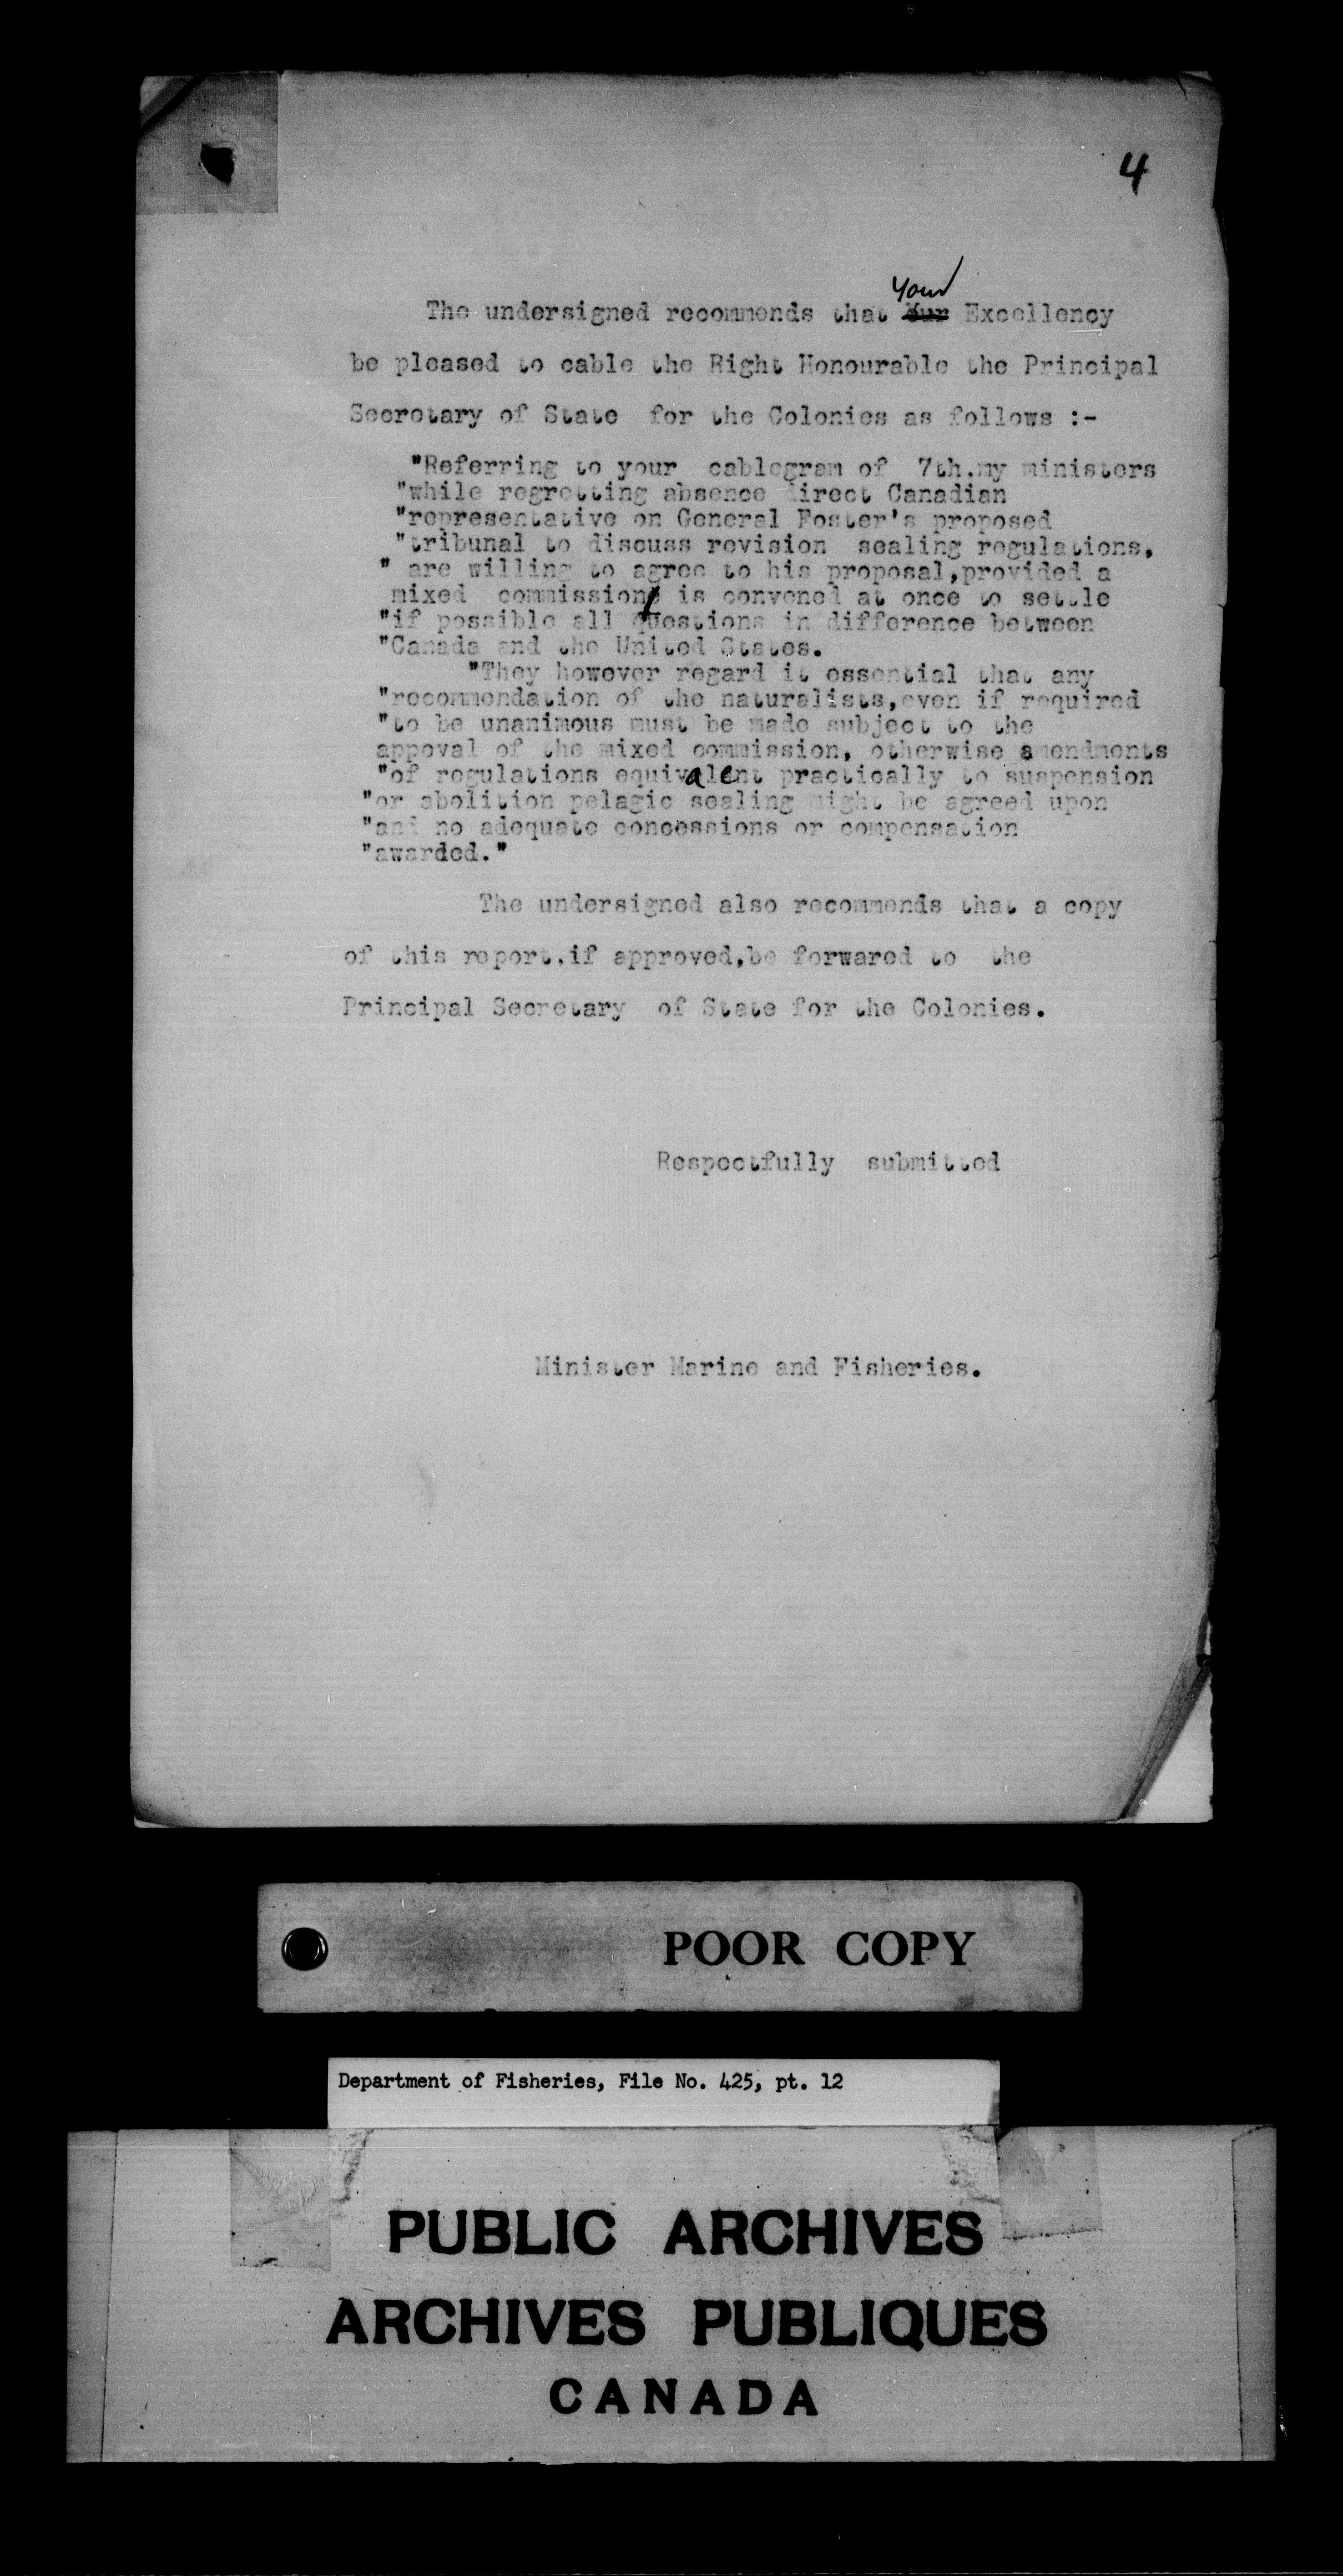 4
Your
The undersigned recommends that Yur Excellency
be pleased to cable the Right Honourable the Principal
Secretary of State for the Colonies as follows :-
"Referring to your cablegram of 7th.my ministers
"while regretting absence direct Canadian
"representative on General Foster's proposed
"tribunal to discuss revision sealing regulations,
" are willing to agree to his proposal,provided a
mixed commission is convened at once to settle
"if possible all questions in difference between
"Canada and the United States.
"They however regard it essential that any
"recommendation of the naturalists,even if required
"to be unanimous must be made subject to the
appoval of the mixed commission, otherwise amendments
"of regulations equivalent practically to suspension
"or abolition pelagic sealing might be agreed upon
"and no adequate concessions or compensation
"awarded."
The undersigned also recommends that a copy
of this report,if approved,be forwared to the
Principal Secretary of State for the Colonies.
Respectfully submitted
Minister Marine and Fisheries.
POOR COPY
Department of Fisheries, File No. 425, pt. 12
PUBLIC ARCHIVES
ARCHIVES PUBLIQUES
CANADA